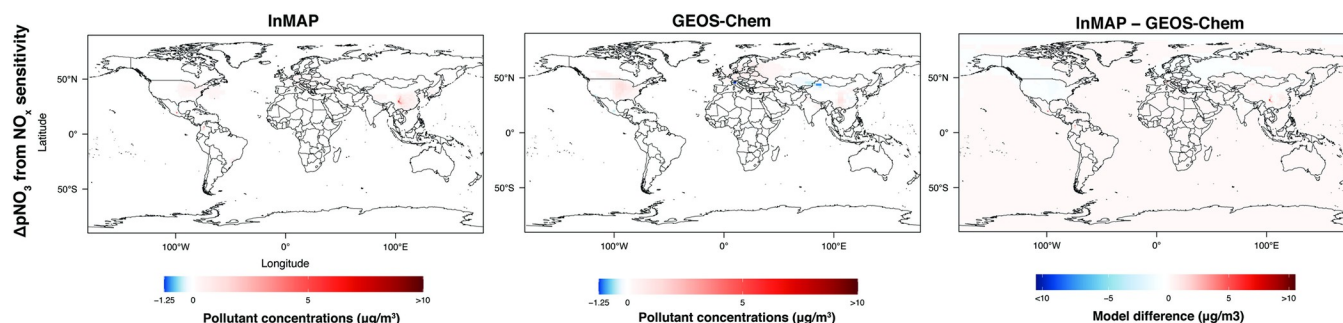 InMAP
GEOS-Chem
InMAP – GEOS-Chem
ΔpNO₃ from NOₓ sensitivity
Latitude
50°N
0°
50°S
100°W
0°
100°E
Longitude
50°N
0°
50°S
100°W
0°
100°E
50°N
0°
50°S
100°W
0°
100°E
−1.25 0 5 >10
Pollutant concentrations (µg/m³)
−1.25 0 5 >10
Pollutant concentrations (µg/m³)
<10 −5 0 5 >10
Model difference (µg/m3)